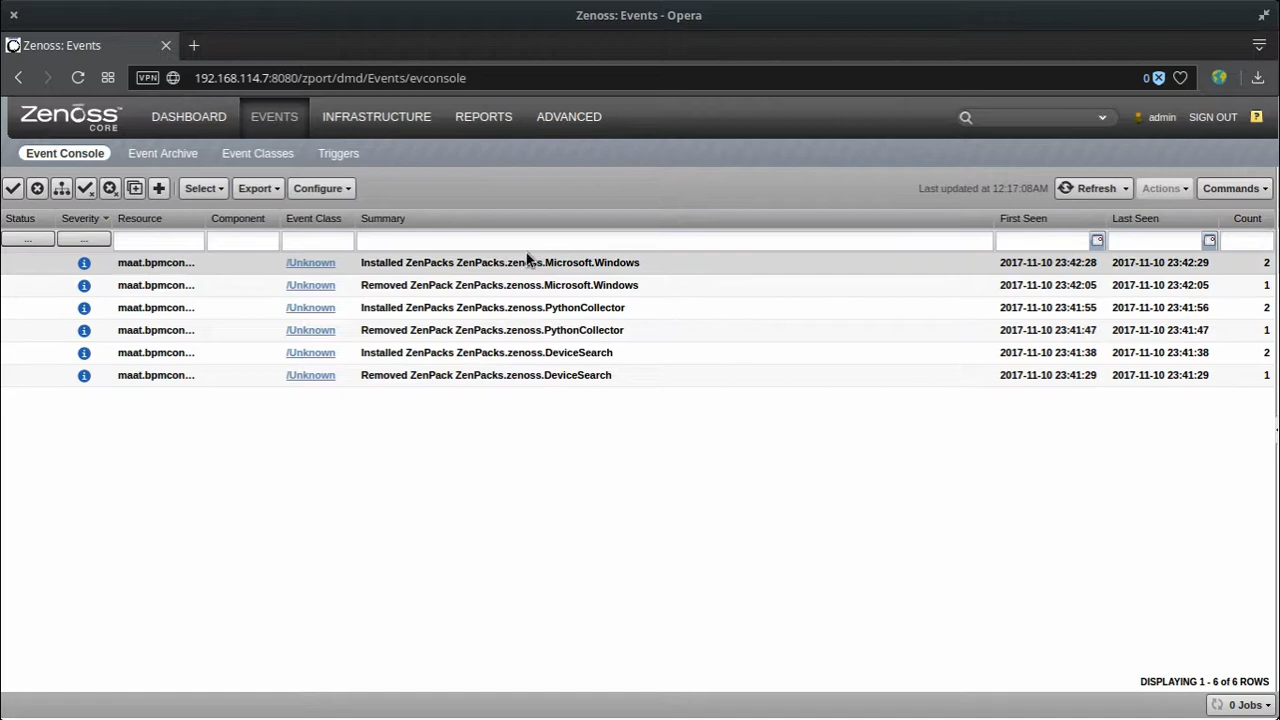 Zenoss: Events - Opera
Zenoss: Events
VPN 192.168.114.7:8080/zport/dmd/Events/evconsole 0
Zenoss CORE DASHBOARD EVENTS INFRASTRUCTURE REPORTS ADVANCED admin SIGN OUT ?
Event Console Event Archive Event Classes Triggers
Select Export Configure Last updated at 12:17:08AM Refresh Actions Commands
Status Severity Resource Component Event Class Summary First Seen Last Seen Count
... ...
maat.bpmcon... /Unknown Installed ZenPacks ZenPacks.zenoss.Microsoft.Windows 2017-11-10 23:42:28 2017-11-10 23:42:29 2
maat.bpmcon... /Unknown Removed ZenPack ZenPacks.zenoss.Microsoft.Windows 2017-11-10 23:42:05 2017-11-10 23:42:05 1
maat.bpmcon... /Unknown Installed ZenPacks ZenPacks.zenoss.PythonCollector 2017-11-10 23:41:55 2017-11-10 23:41:56 2
maat.bpmcon... /Unknown Removed ZenPack ZenPacks.zenoss.PythonCollector 2017-11-10 23:41:47 2017-11-10 23:41:47 1
maat.bpmcon... /Unknown Installed ZenPacks ZenPacks.zenoss.DeviceSearch 2017-11-10 23:41:38 2017-11-10 23:41:38 2
maat.bpmcon... /Unknown Removed ZenPack ZenPacks.zenoss.DeviceSearch 2017-11-10 23:41:29 2017-11-10 23:41:29 1
DISPLAYING 1 - 6 of 6 ROWS
0 Jobs